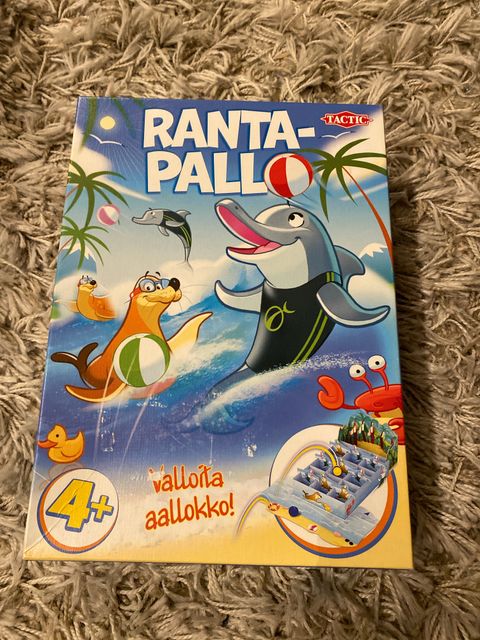 RANTA-
PALLO
TACTIC
valloita
aallokko!
4+